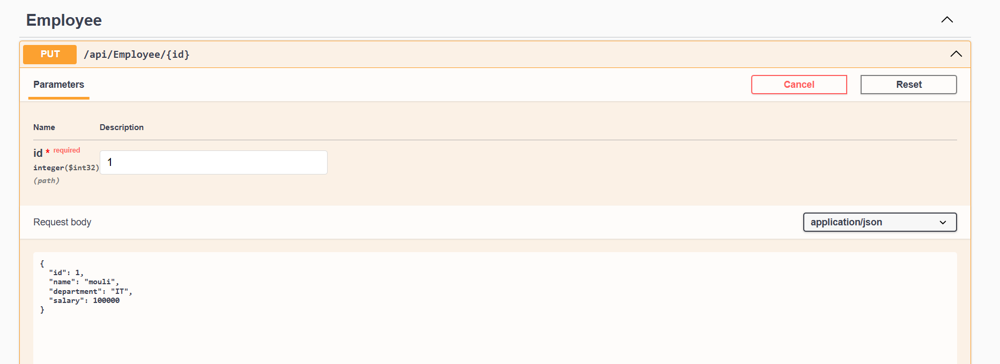 Employee
PUT /api/Employee/{id}
Parameters Cancel Reset
Name Description
id * required
integer($int32) 1
(path)
Request body application/json
{
  "id": 1,
  "name": "mouli",
  "department": "IT",
  "salary": 100000
}